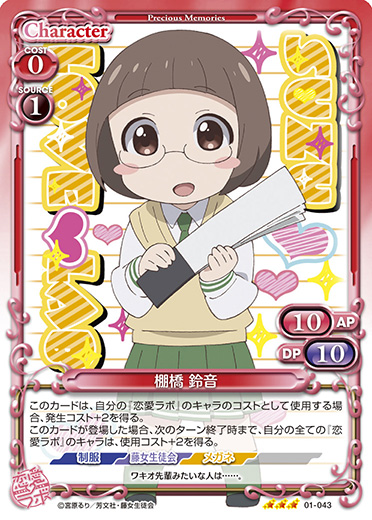 Precious Memories
Character
COST
0
SOURCE
1
LOVE LAB
SUZU
10 AP
DP 10
棚橋 鈴音
このカードは、自分の『恋愛ラボ』のキャラのコストとして使用する場
合、発生コスト+2を得る。
このカードが登場した場合、次のターン終了時まで、自分の全ての『恋
愛ラボ』のキャラは、使用コスト+2を得る。
制服 藤女生徒会 メガネ
ワキオ先輩みたいな人は……。
恋愛ラボ
©宮原るり/芳文社・藤女生徒会
01-043